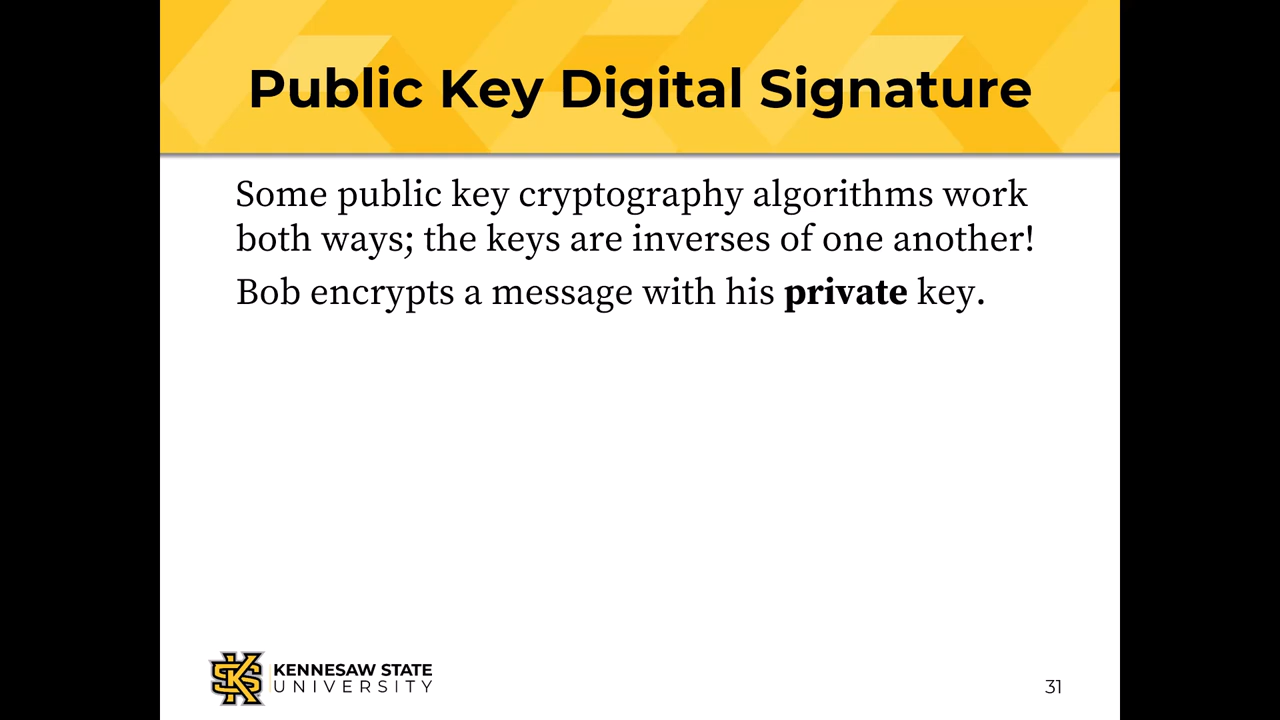 Public Key Digital Signature
Some public key cryptography algorithms work
both ways; the keys are inverses of one another!
Bob encrypts a message with his private key.
KENNESAW STATE
UNIVERSITY
31